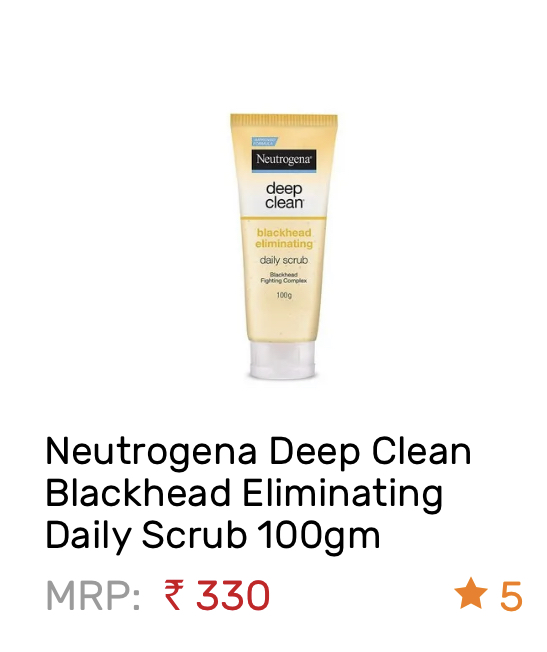 Neutrogena®
deep
clean
blackhead
eliminating
daily scrub
Blackhead
Fighting Complex
100g
Neutrogena Deep Clean
Blackhead Eliminating
Daily Scrub 100gm
MRP: ₹ 330
5